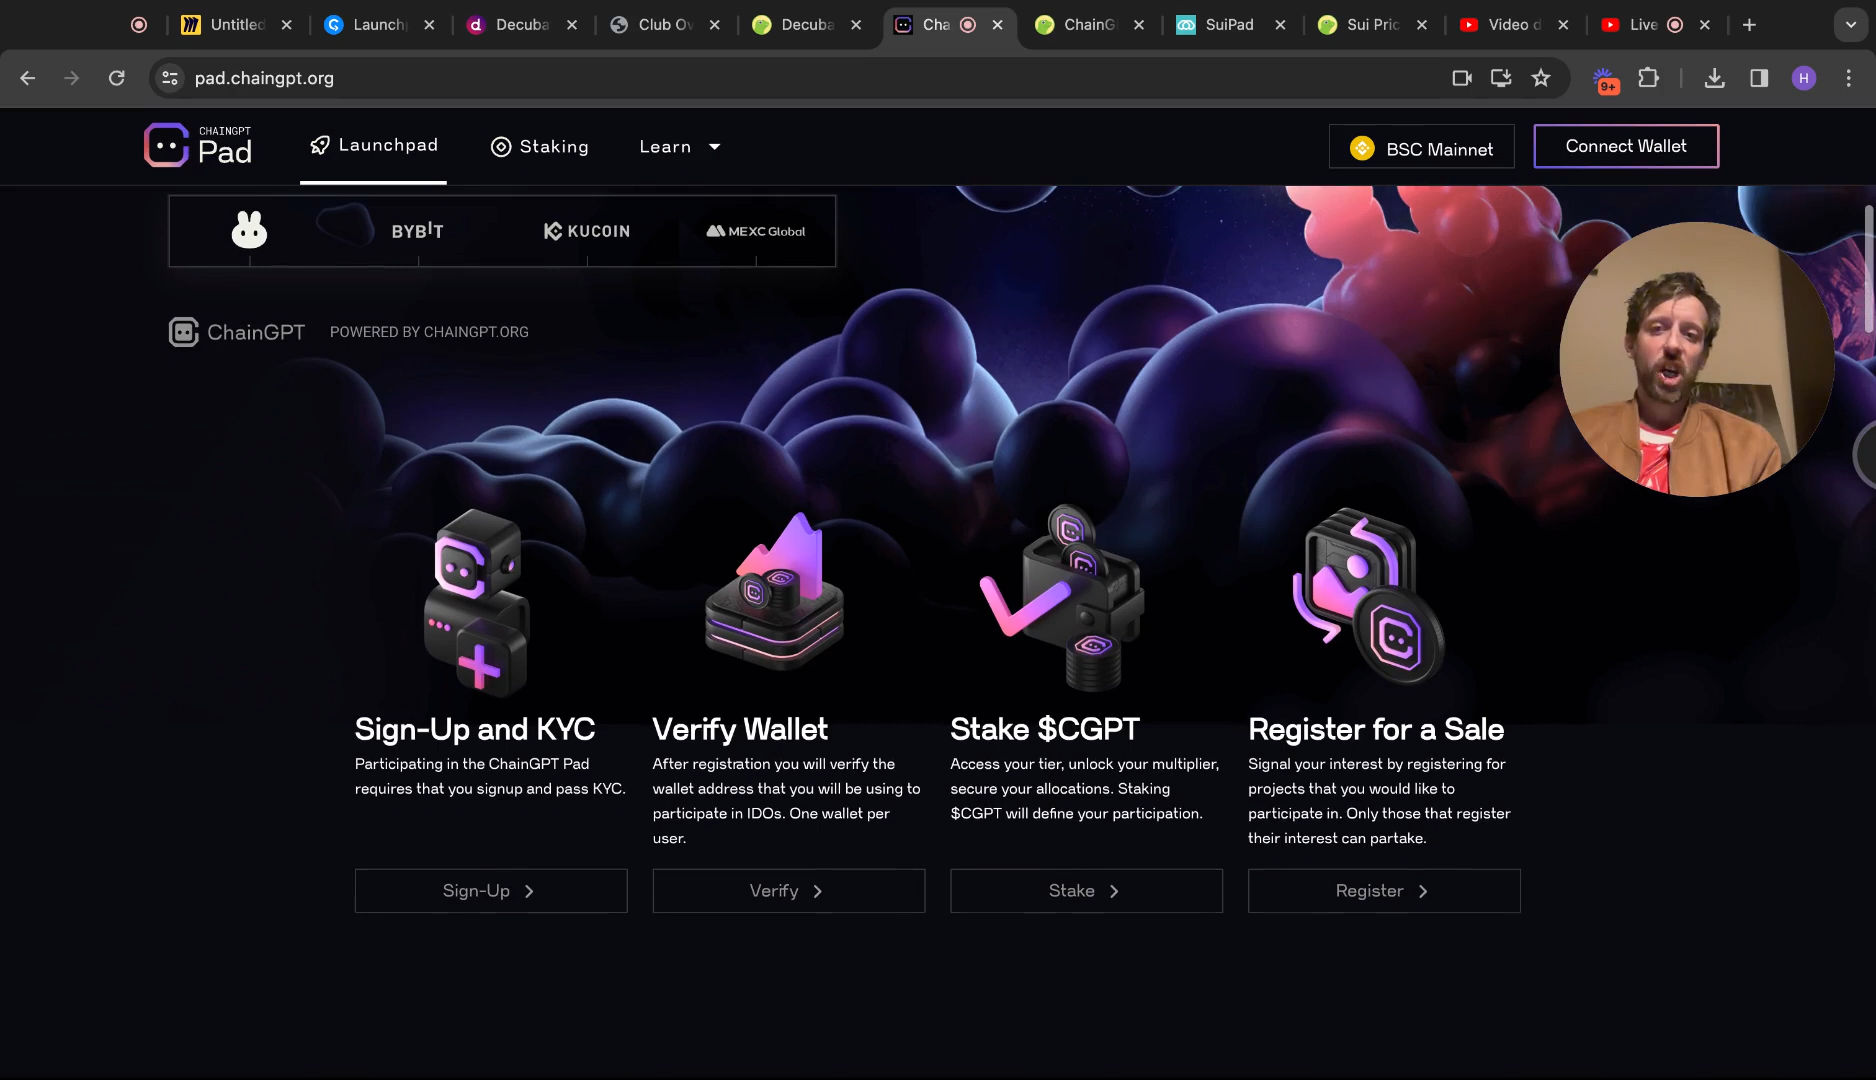 Untitled
Launchp
Decuba
Club Ov
Decuba
Cha
ChainG
SuiPad
Sui Pric
Video d
Live
pad.chaingpt.org
9+
H
CHAINGPT
Pad
Launchpad
Staking
Learn
BSC Mainnet
Connect Wallet
BYBIT
KUCOIN
MEXC Global
ChainGPT
POWERED BY CHAINGPT.ORG
Sign-Up and KYC
Participating in the ChainGPT Pad
requires that you signup and pass KYC.
Sign-Up
Verify Wallet
After registration you will verify the
wallet address that you will be using to
participate in IDOs. One wallet per
user.
Verify
Stake $CGPT
Access your tier, unlock your multiplier,
secure your allocations. Staking
$CGPT will define your participation.
Stake
Register for a Sale
Signal your interest by registering for
projects that you would like to
participate in. Only those that register
their interest can partake.
Register